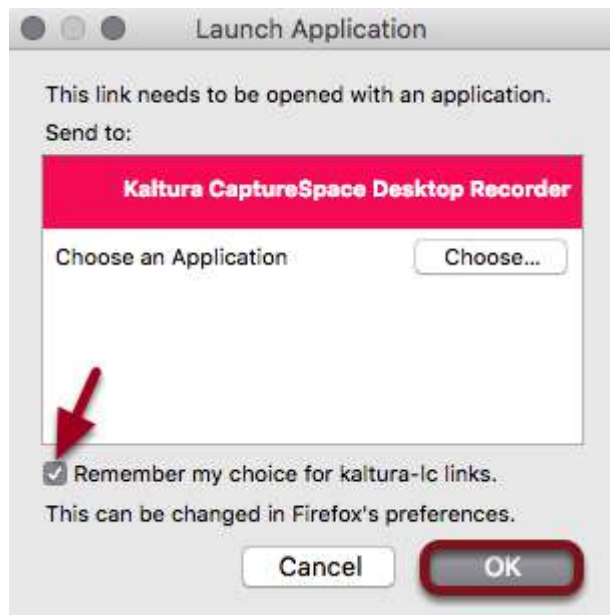 Launch Application
This link needs to be opened with an application.
Send to:
Kaltura CaptureSpace Desktop Recorder
Choose an Application Choose...
Remember my choice for kaltura-lc links.
This can be changed in Firefox's preferences.
Cancel OK